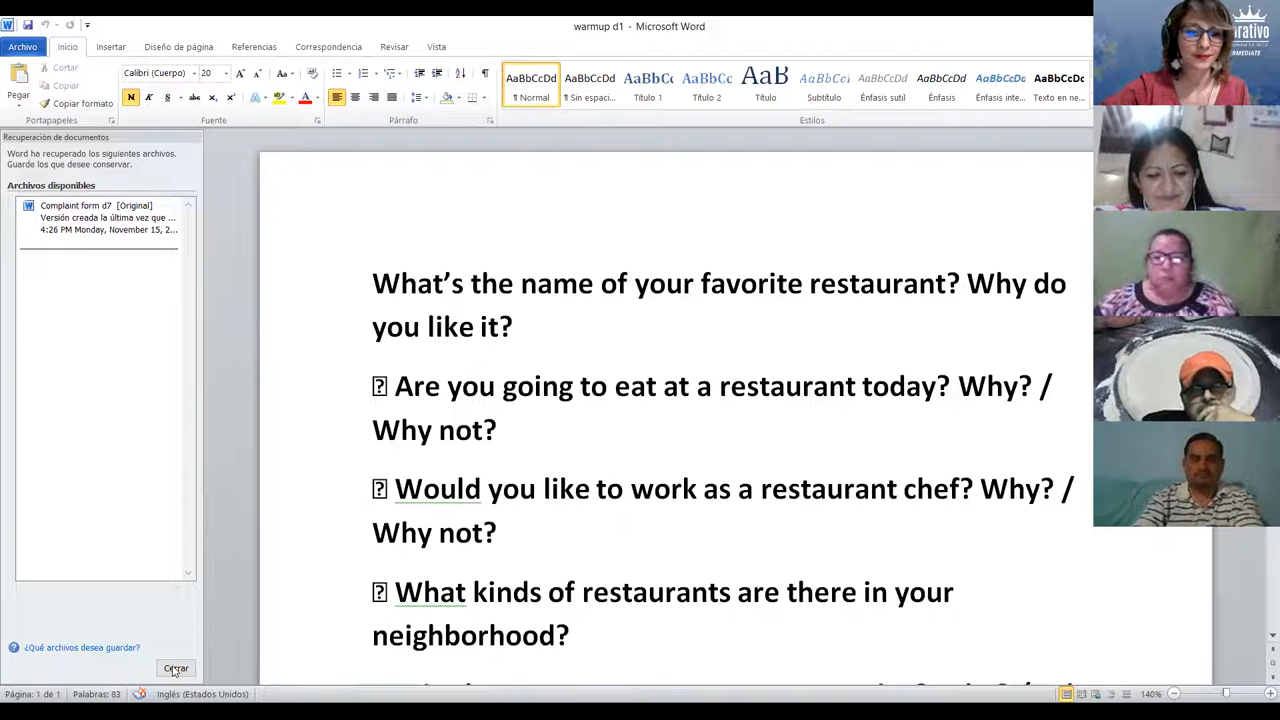 warmup d1 - Microsoft Word
Archivo Inicio Insertar Diseño de página Referencias Correspondencia Revisar Vista
Pegar
Cortar
Copiar
Copiar formato
Portapapeles
Calibri (Cuerpo) 20
Fuente
Párrafo
AaBbCcDd AaBbCcDd AaBbCc AaBbCc AaB AaBbCcI AaBbCcDd AaBbCcDd AaBbCcDd AaBbCcDc
¶ Normal ¶ Sin espaci... Título 1 Título 2 Título Subtítulo Énfasis sutil Énfasis Énfasis inte... Texto en ne...
Estilos
rativo
RMEDIATE
Recuperación de documentos
Word ha recuperado los siguientes archivos.
Guarde los que desee conservar.
Archivos disponibles
Complaint form d7 [Original]
Versión creada la última vez que ...
4:26 PM Monday, November 15, 2...
¿Qué archivos desea guardar?
Cerrar
What's the name of your favorite restaurant? Why do
you like it?
Are you going to eat at a restaurant today? Why? /
Why not?
Would you like to work as a restaurant chef? Why? /
Why not?
What kinds of restaurants are there in your
neighborhood?
Página: 1 de 1 Palabras: 83 Inglés (Estados Unidos) 140%